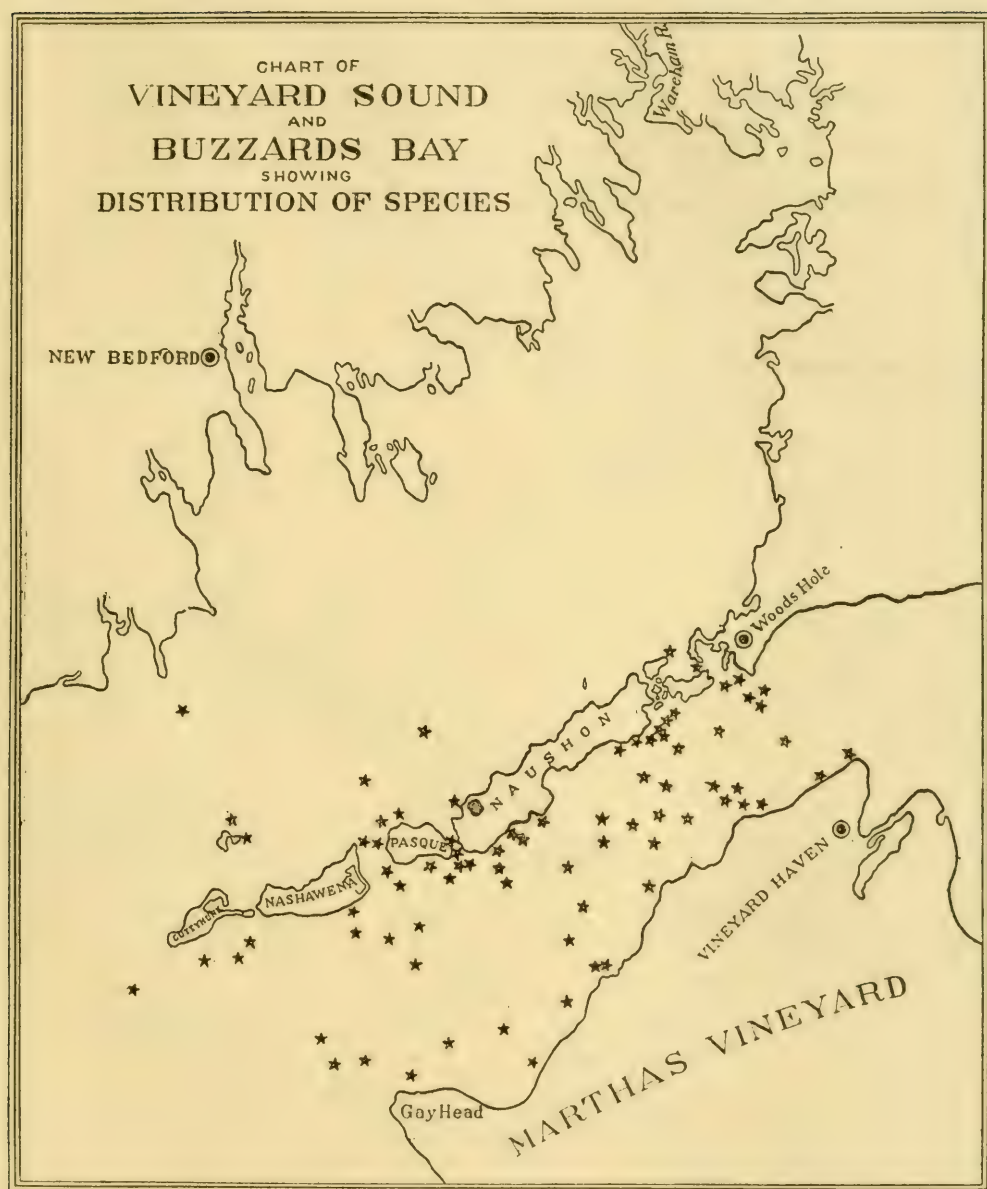 CHART OF
VINEYARD SOUND
AND
BUZZARDS BAY
SHOWING
DISTRIBUTION OF SPECIES
Wareham R.
NEW BEDFORD
Woods Hole
NAUSHON
PASQUE
NASHAWENA
CUTTYHUNK
VINEYARD HAVEN
MARTHAS VINEYARD
Gay Head